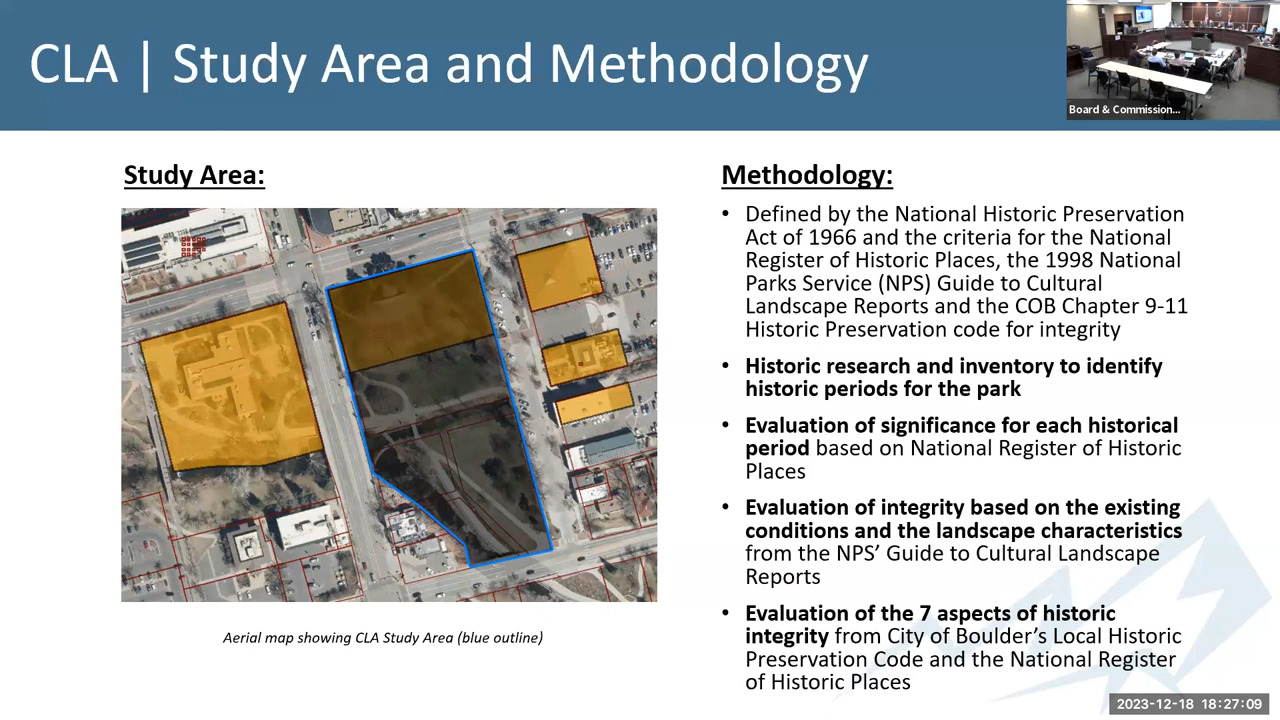 CLA | Study Area and Methodology
Board & Commission...
Study Area:
Aerial map showing CLA Study Area (blue outline)
Methodology:
• Defined by the National Historic Preservation
Act of 1966 and the criteria for the National
Register of Historic Places, the 1998 National
Parks Service (NPS) Guide to Cultural
Landscape Reports and the COB Chapter 9-11
Historic Preservation code for integrity
• Historic research and inventory to identify
historic periods for the park
• Evaluation of significance for each historical
period based on National Register of Historic
Places
• Evaluation of integrity based on the existing
conditions and the landscape characteristics
from the NPS’ Guide to Cultural Landscape
Reports
• Evaluation of the 7 aspects of historic
integrity from City of Boulder’s Local Historic
Preservation Code and the National Register
of Historic Places
2023-12-18 18:27:09